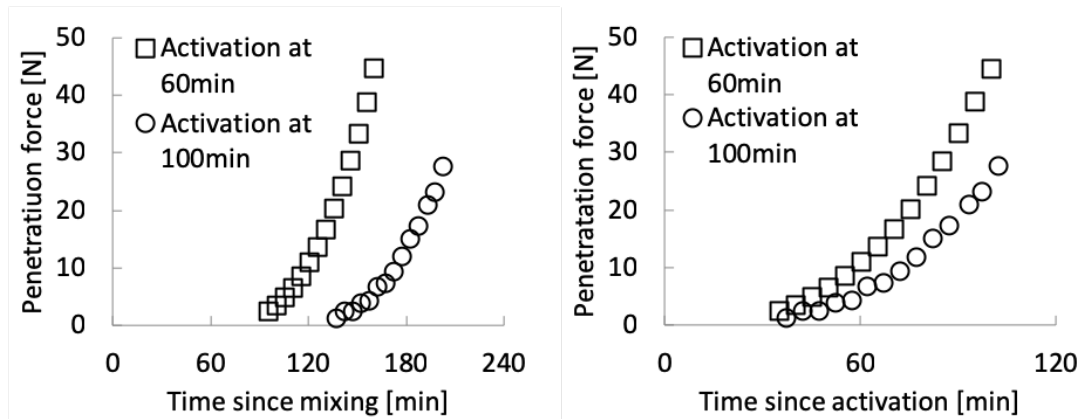 Penetratiuon force [N]
50
40
30
20
10
0
Activation at
60min
Activation at
100min
0
60
120
180
240
Time since mixing [min]
Penetratation force [N]
50
40
30
20
10
0
Activation at
60min
Activation at
100min
0
60
120
Time since activation [min]